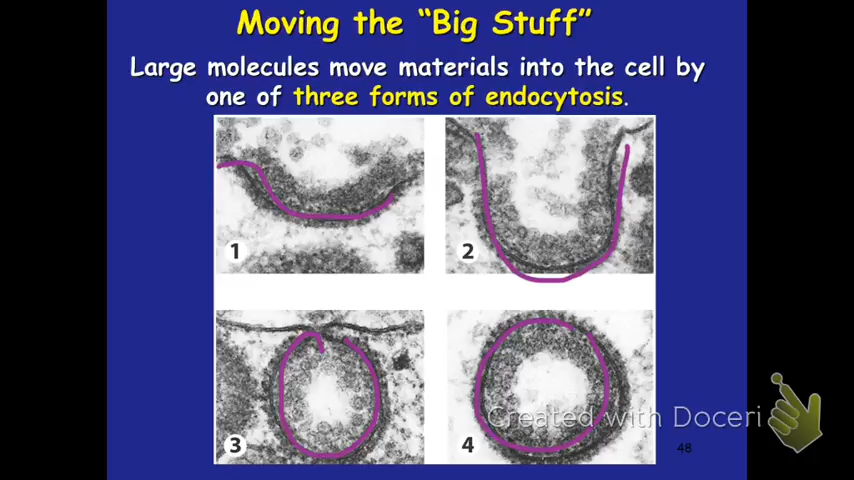 Moving the “Big Stuff”
Large molecules move materials into the cell by
one of three forms of endocytosis.
1
2
3
4
Created with Doceri
48